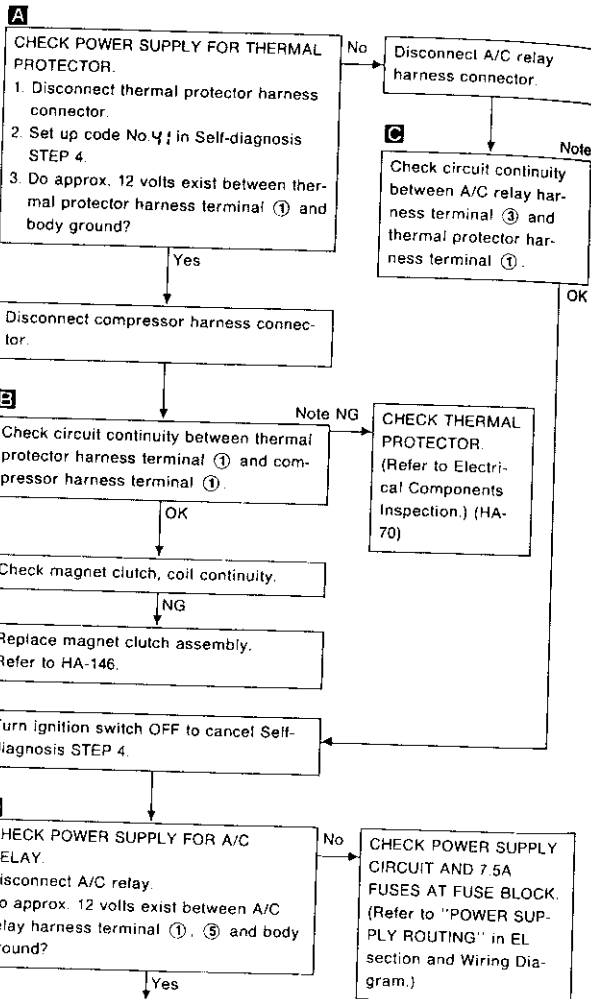 A
CHECK POWER SUPPLY FOR THERMAL
PROTECTOR.
1. Disconnect thermal protector harness
connector.
2. Set up code No. 41 in Self-diagnosis
STEP 4.
3. Do approx. 12 volts exist between ther-
mal protector harness terminal ① and
body ground?
No
Disconnect A/C relay
harness connector.
C
Note
Check circuit continuity
between A/C relay har-
ness terminal ③ and
thermal protector har-
ness terminal ①.
OK
Yes
Disconnect compressor harness connec-
tor.
B
Note NG
Check circuit continuity between thermal
protector harness terminal ① and com-
pressor harness terminal ①.
CHECK THERMAL
PROTECTOR.
(Refer to Electri-
cal Components
Inspection.) (HA-
70)
OK
Check magnet clutch, coil continuity.
NG
Replace magnet clutch assembly.
Refer to HA-146.
urn ignition switch OFF to cancel Self-
iagnosis STEP 4.
HECK POWER SUPPLY FOR A/C
ELAY.
isconnect A/C relay.
o approx. 12 volts exist between A/C
elay harness terminal ①, ⑤ and body
round?
No
CHECK POWER SUPPLY
CIRCUIT AND 7.5A
FUSES AT FUSE BLOCK.
(Refer to "POWER SUP-
PLY ROUTING" in EL
section and Wiring Dia-
gram.)
Yes